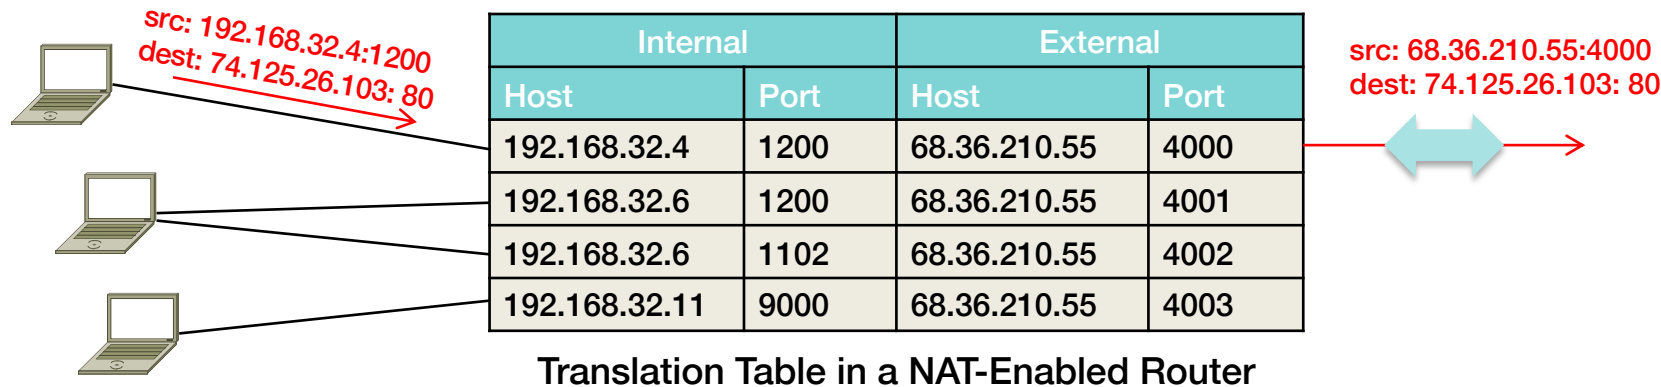 src: 192.168.32.4:1200
dest: 74.125.26.103: 80
Internal External
Host Port Host Port
192.168.32.4 1200 68.36.210.55 4000
192.168.32.6 1200 68.36.210.55 4001
192.168.32.6 1102 68.36.210.55 4002
192.168.32.11 9000 68.36.210.55 4003
src: 68.36.210.55:4000
dest: 74.125.26.103: 80
Translation Table in a NAT-Enabled Router